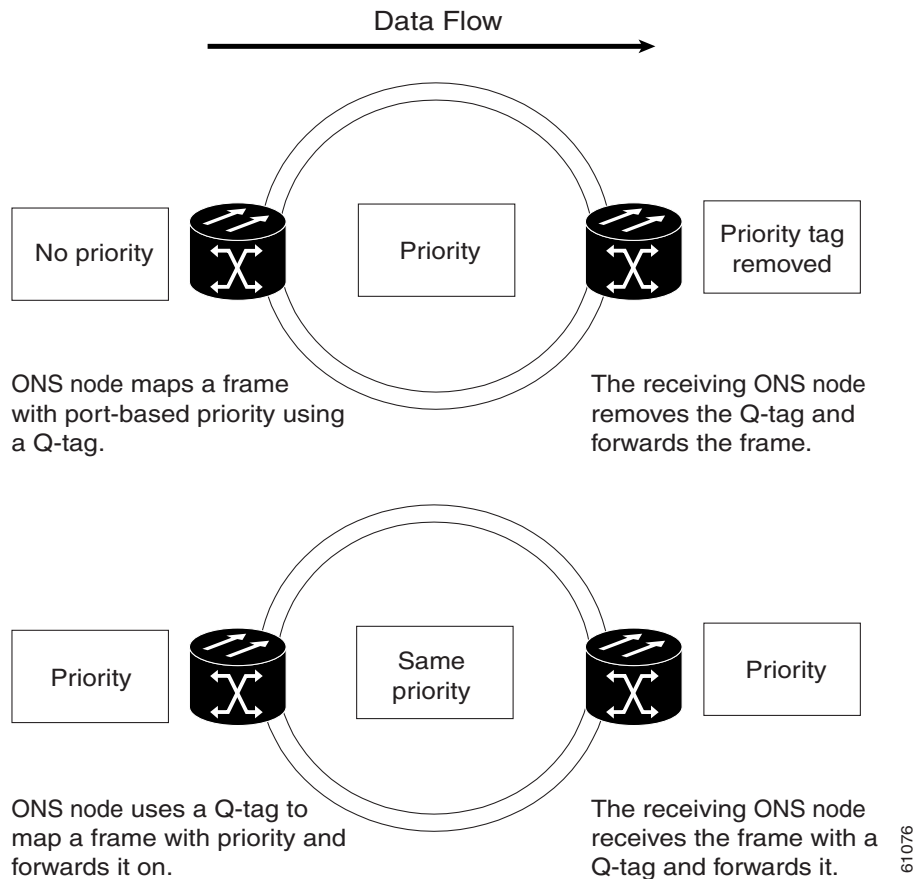 Data Flow
No priority
Priority
Priority tag
removed
ONS node maps a frame
with port-based priority using
a Q-tag.
The receiving ONS node
removes the Q-tag and
forwards the frame.
Priority
Same
priority
Priority
ONS node uses a Q-tag to
map a frame with priority and
forwards it on.
The receiving ONS node
receives the frame with a
Q-tag and forwards it.
61076